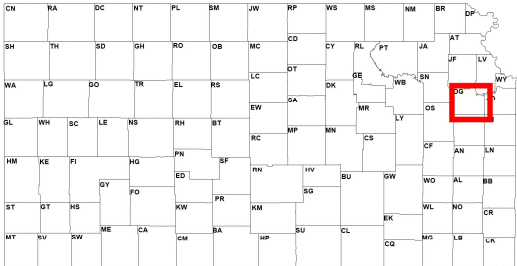 CN RA DC NT PL SM JW RP WS MS NM BR DP
CD AT
SH TH SD GH RO OB MC CY RL PT JA
JF LV
OT GE SN
LC WB WY
WA LG GO TR EL RS DK DG
EW GA MR OS
GL WH SC LE NS RH BT LY
RC MP MN CS
CF AN LN
PN SF
HM KE FI HG RN HV
ED BU GW WO AL BB
GY FO SG
PR
ST GT HS KW KM WL NO
EK CR
ME CA BA SU CL
MT SV SW CM HP CQ MG LB CK